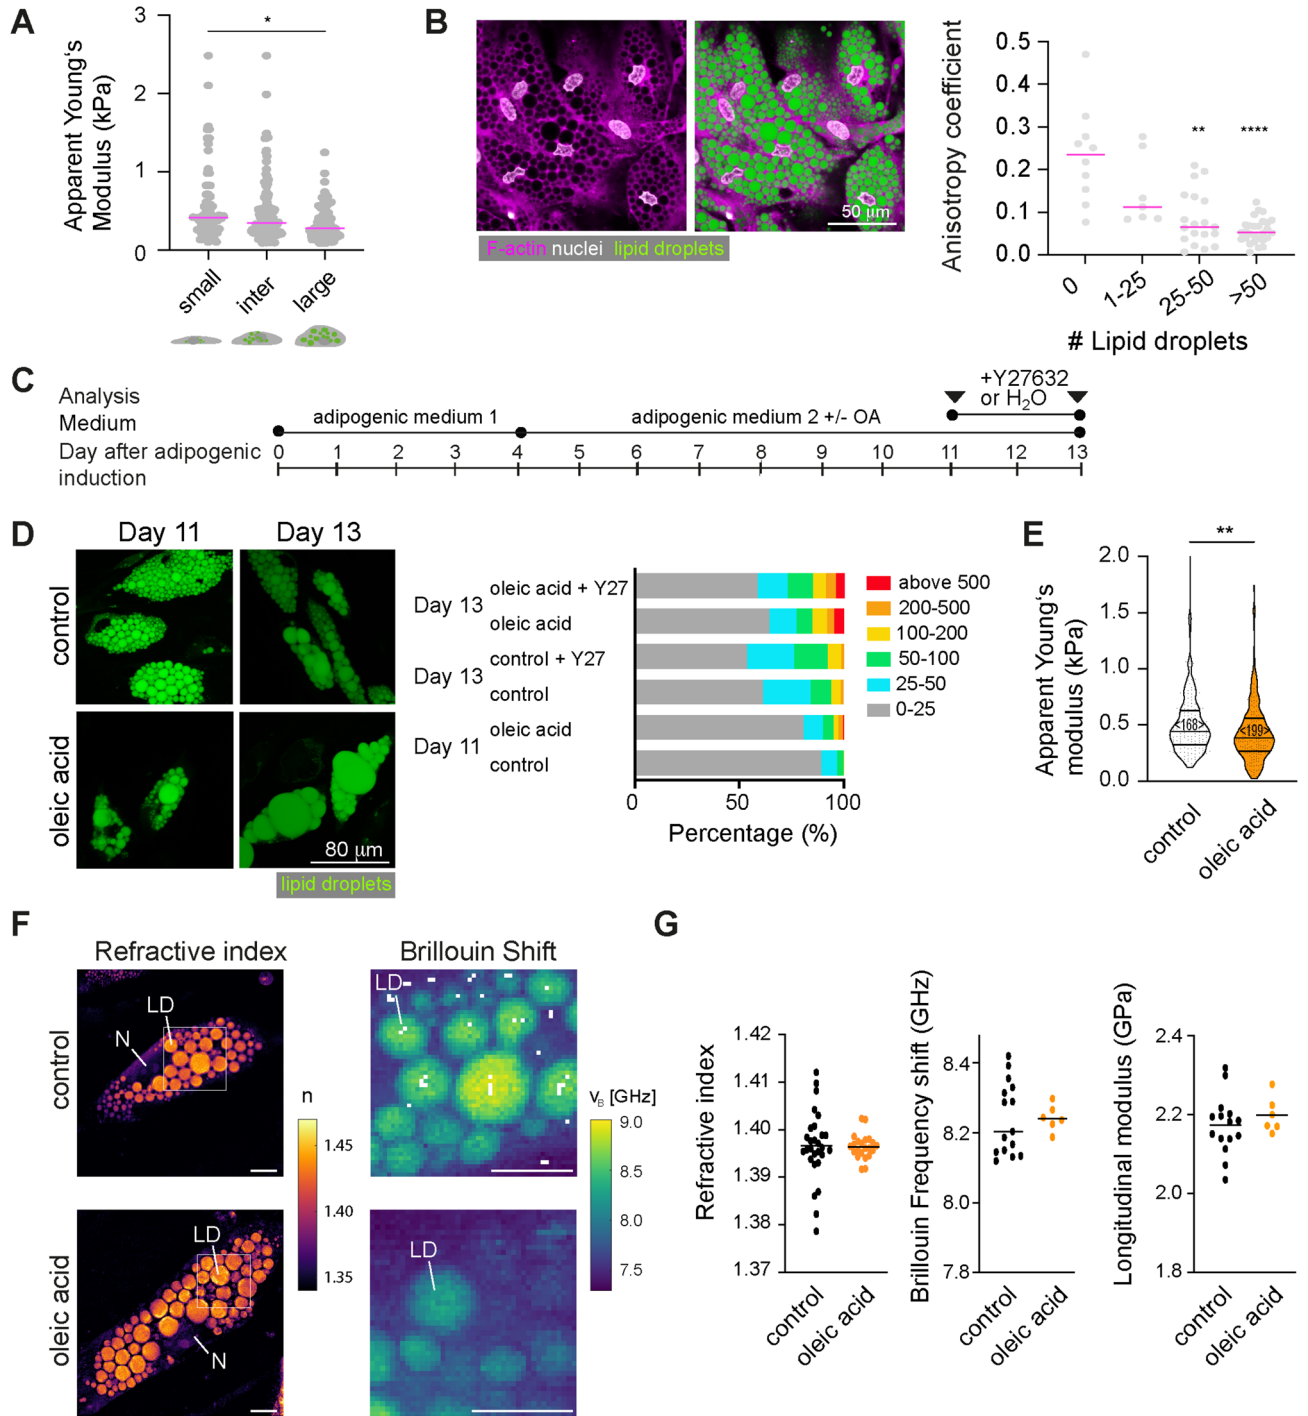 A
Apparent Young's
Modulus (kPa)
3
2
1
0
*
small
inter
large
B
F-actin nuclei lipid droplets
50 µm
Anisotropy coefficient
0.5
0.4
0.3
0.2
0.1
0.0
**
****
0
1-25
25-50
>50
# Lipid droplets
C
Analysis
Medium
Day after adipogenic
induction
adipogenic medium 1
adipogenic medium 2 +/- OA
+Y27632
or H₂O
0 1 2 3 4 5 6 7 8 9 10 11 12 13
D
Day 11
Day 13
control
oleic acid
80 µm
lipid droplets
Day 13
oleic acid + Y27
oleic acid
Day 13
control + Y27
control
Day 11
oleic acid
control
0
50
100
Percentage (%)
above 500
200-500
100-200
50-100
25-50
0-25
E
Apparent Young's
modulus (kPa)
2.0
1.5
1.0
0.5
0.0
**
<168>
<199>
control
oleic acid
F
Refractive index
Brillouin Shift
control
oleic acid
LD
N
LD
N
n
1.45
1.40
1.35
LD
LD
νB [GHz]
9.0
8.5
8.0
7.5
G
Refractive index
1.42
1.41
1.40
1.39
1.38
1.37
control
oleic acid
Brillouin Frequency shift (GHz)
8.4
8.2
8.0
7.8
control
oleic acid
Longitudinal modulus (GPa)
2.4
2.2
2.0
1.8
control
oleic acid